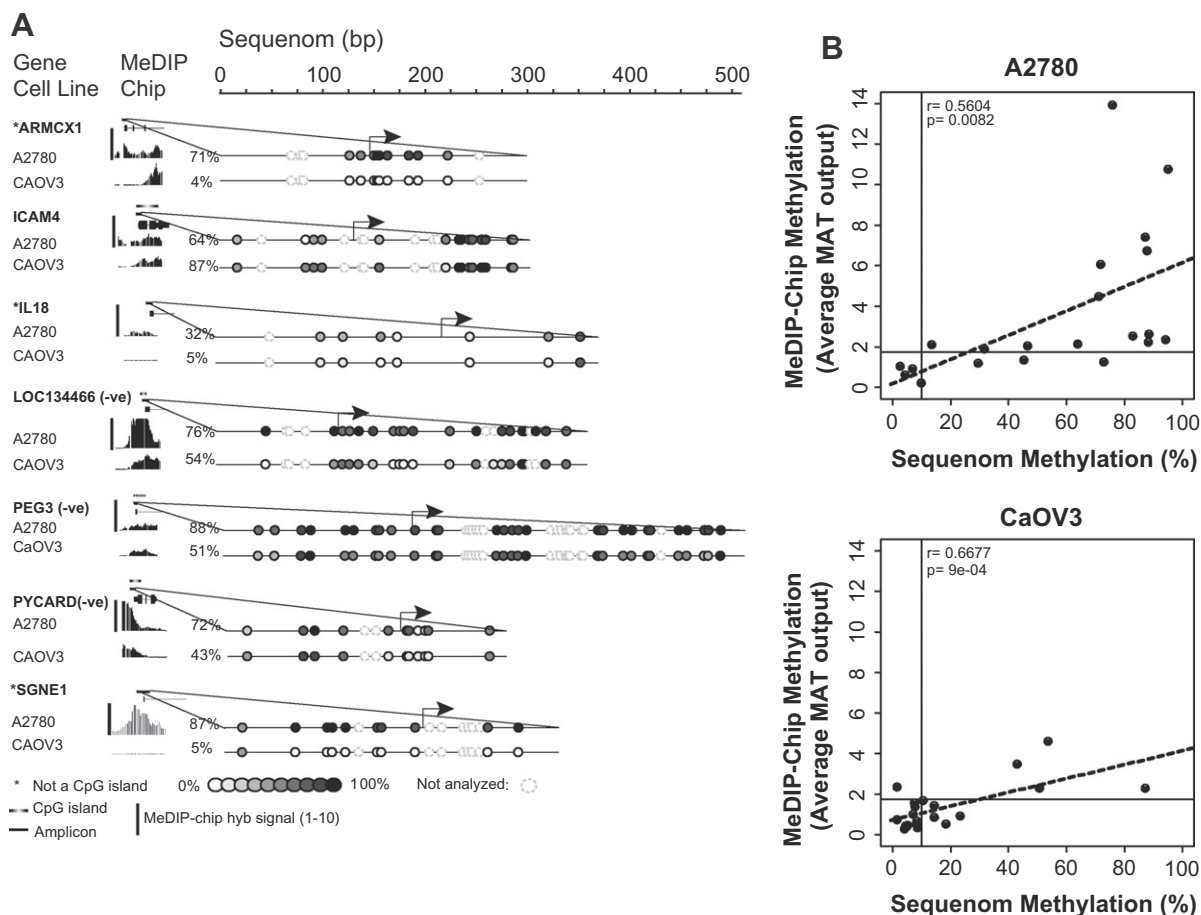 A
Sequenom (bp)
Gene
Cell Line
MeDIP
Chip
0 100 200 300 400 500
*ARMCX1
A2780 71%
CAOV3 4%
ICAM4
A2780 64%
CAOV3 87%
*IL18
A2780 32%
CAOV3 5%
LOC134466 (-ve)
A2780 76%
CAOV3 54%
PEG3 (-ve)
A2780 88%
CaOV3 51%
PYCARD(-ve)
A2780 72%
CAOV3 43%
*SGNE1
A2780 87%
CAOV3 5%
* Not a CpG island 0% 100% Not analyzed:
CpG island
Amplicon
MeDIP-chip hyb signal (1-10)
B
A2780
r= 0.5604
p= 0.0082
MeDIP-Chip Methylation
(Average MAT output)
0 2 4 6 8 10 12 14
0 20 40 60 80 100
Sequenom Methylation (%)
CaOV3
r= 0.6677
p= 9e-04
MeDIP-Chip Methylation
(Average MAT output)
0 2 4 6 8 10 12 14
0 20 40 60 80 100
Sequenom Methylation (%)